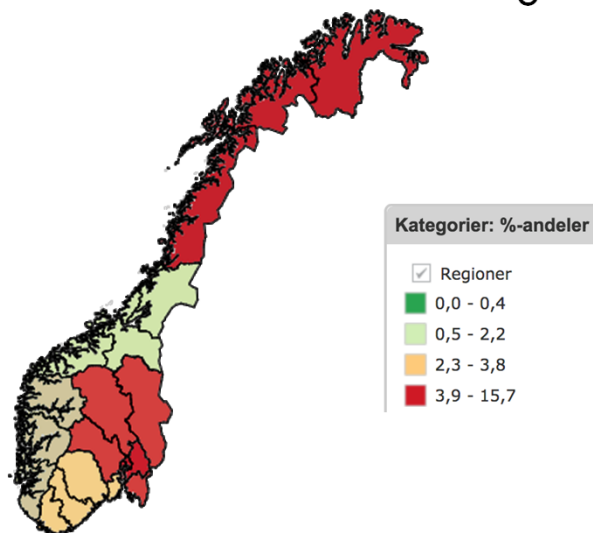 Kategorier: %-andeler
Regioner
0,0 - 0,4
0,5 - 2,2
2,3 - 3,8
3,9 - 15,7